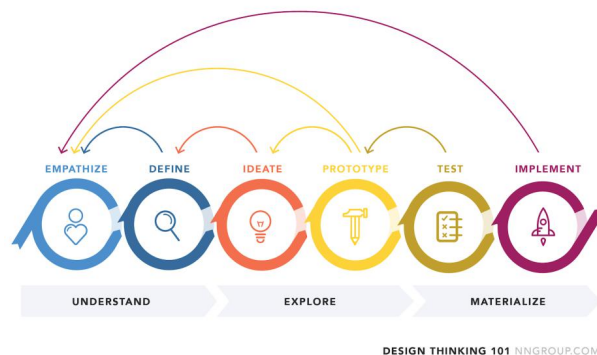 EMPATHIZE DEFINE IDEATE PROTOTYPE TEST IMPLEMENT
UNDERSTAND EXPLORE MATERIALIZE
DESIGN THINKING 101 NNGROUP.COM